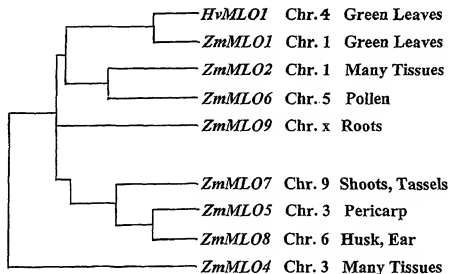 HvMLO1 Chr. 4 Green Leaves
ZmMLO1 Chr. 1 Green Leaves
ZmMLO2 Chr. 1 Many Tissues
ZmMLO6 Chr. 5 Pollen
ZmMLO9 Chr. x Roots
ZmMLO7 Chr. 9 Shoots, Tassels
ZmMLO5 Chr. 3 Pericarp
ZmMLO8 Chr. 6 Husk, Ear
ZmMLO4 Chr. 3 Many Tissues